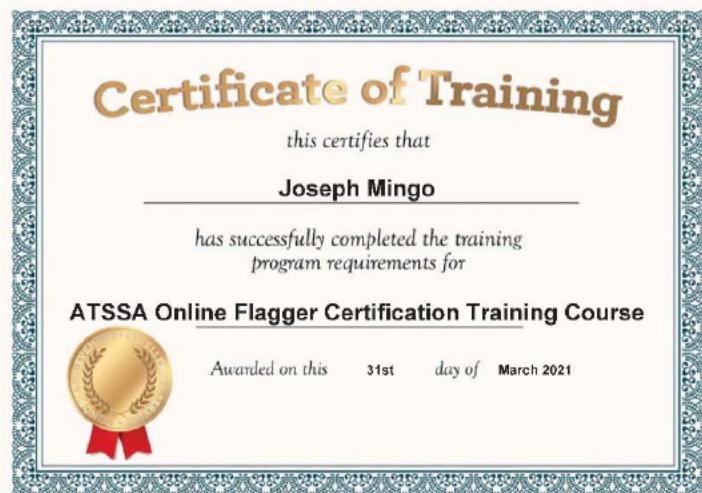 Certificate of Training
this certifies that
Joseph Mingo
has successfully completed the training
program requirements for
ATSSA Online Flagger Certification Training Course
Awarded on this 31st day of March 2021